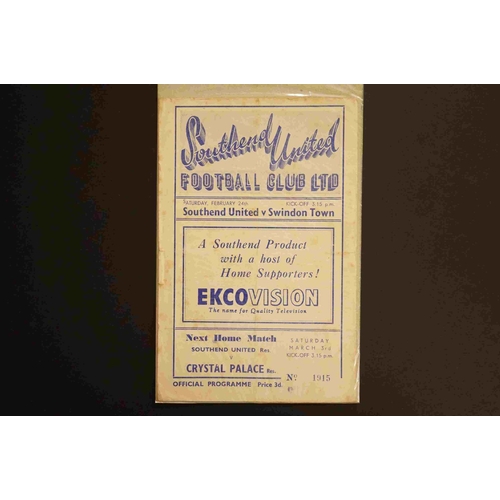 Southend United
FOOTBALL CLUB LTD
SATURDAY, FEBRUARY 24th KICK-OFF 3.15 p.m.
Southend United v Swindon Town
A Southend Product
with a host of
Home Supporters!
EKCOVISION
The name for Quality Television
Next Home Match
SOUTHEND UNITED Res.
v
CRYSTAL PALACE Res.
SATURDAY
MARCH 3rd
KICK-OFF 3.15 p.m.
OFFICIAL PROGRAMME Price 3d.
No 1915